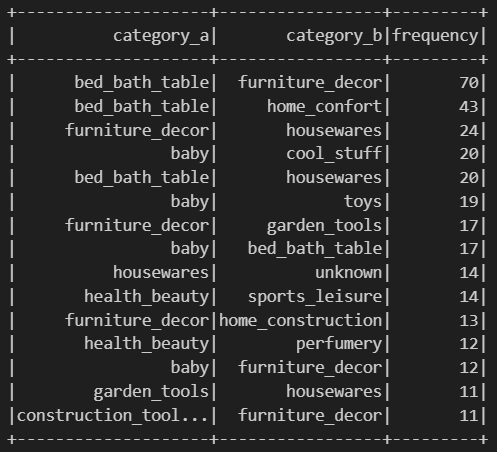 +--------------------+-----------------+---------+
|          category_a|       category_b|frequency|
+--------------------+-----------------+---------+
|      bed_bath_table|  furniture_decor|       70|
|      bed_bath_table|     home_confort|       43|
|     furniture_decor|       housewares|       24|
|                baby|       cool_stuff|       20|
|      bed_bath_table|       housewares|       20|
|                baby|             toys|       19|
|     furniture_decor|     garden_tools|       17|
|                baby|   bed_bath_table|       17|
|          housewares|          unknown|       14|
|       health_beauty|   sports_leisure|       14|
|     furniture_decor|home_construction|       13|
|       health_beauty|        perfumery|       12|
|                baby|  furniture_decor|       12|
|        garden_tools|       housewares|       11|
|construction_tool...|  furniture_decor|       11|
+--------------------+-----------------+---------+